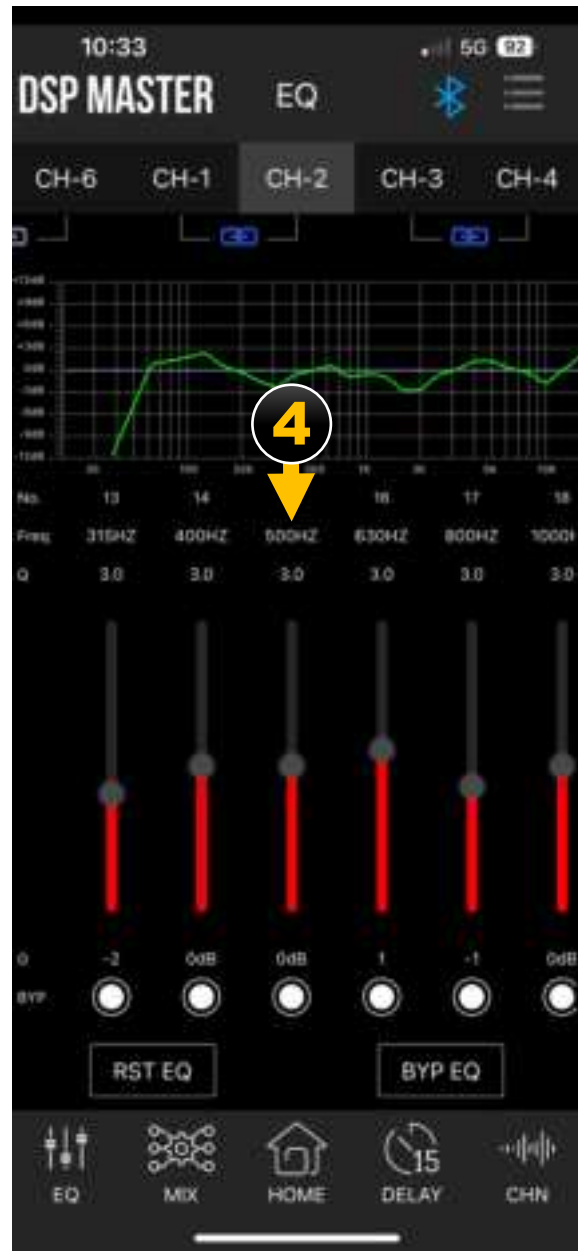 10:33 5G 92
DSP MASTER EQ
CH-6 CH-1 CH-2 CH-3 CH-4
4
No. 13 14 16 17 18
Freq 315HZ 400HZ 500HZ 630HZ 800HZ 1000H
Q 3.0 3.0 3.0 3.0 3.0 3.0
-2 0dB 0dB 1 -1 0dB
BYP
RST EQ BYP EQ
15
EQ MIX HOME DELAY CHN